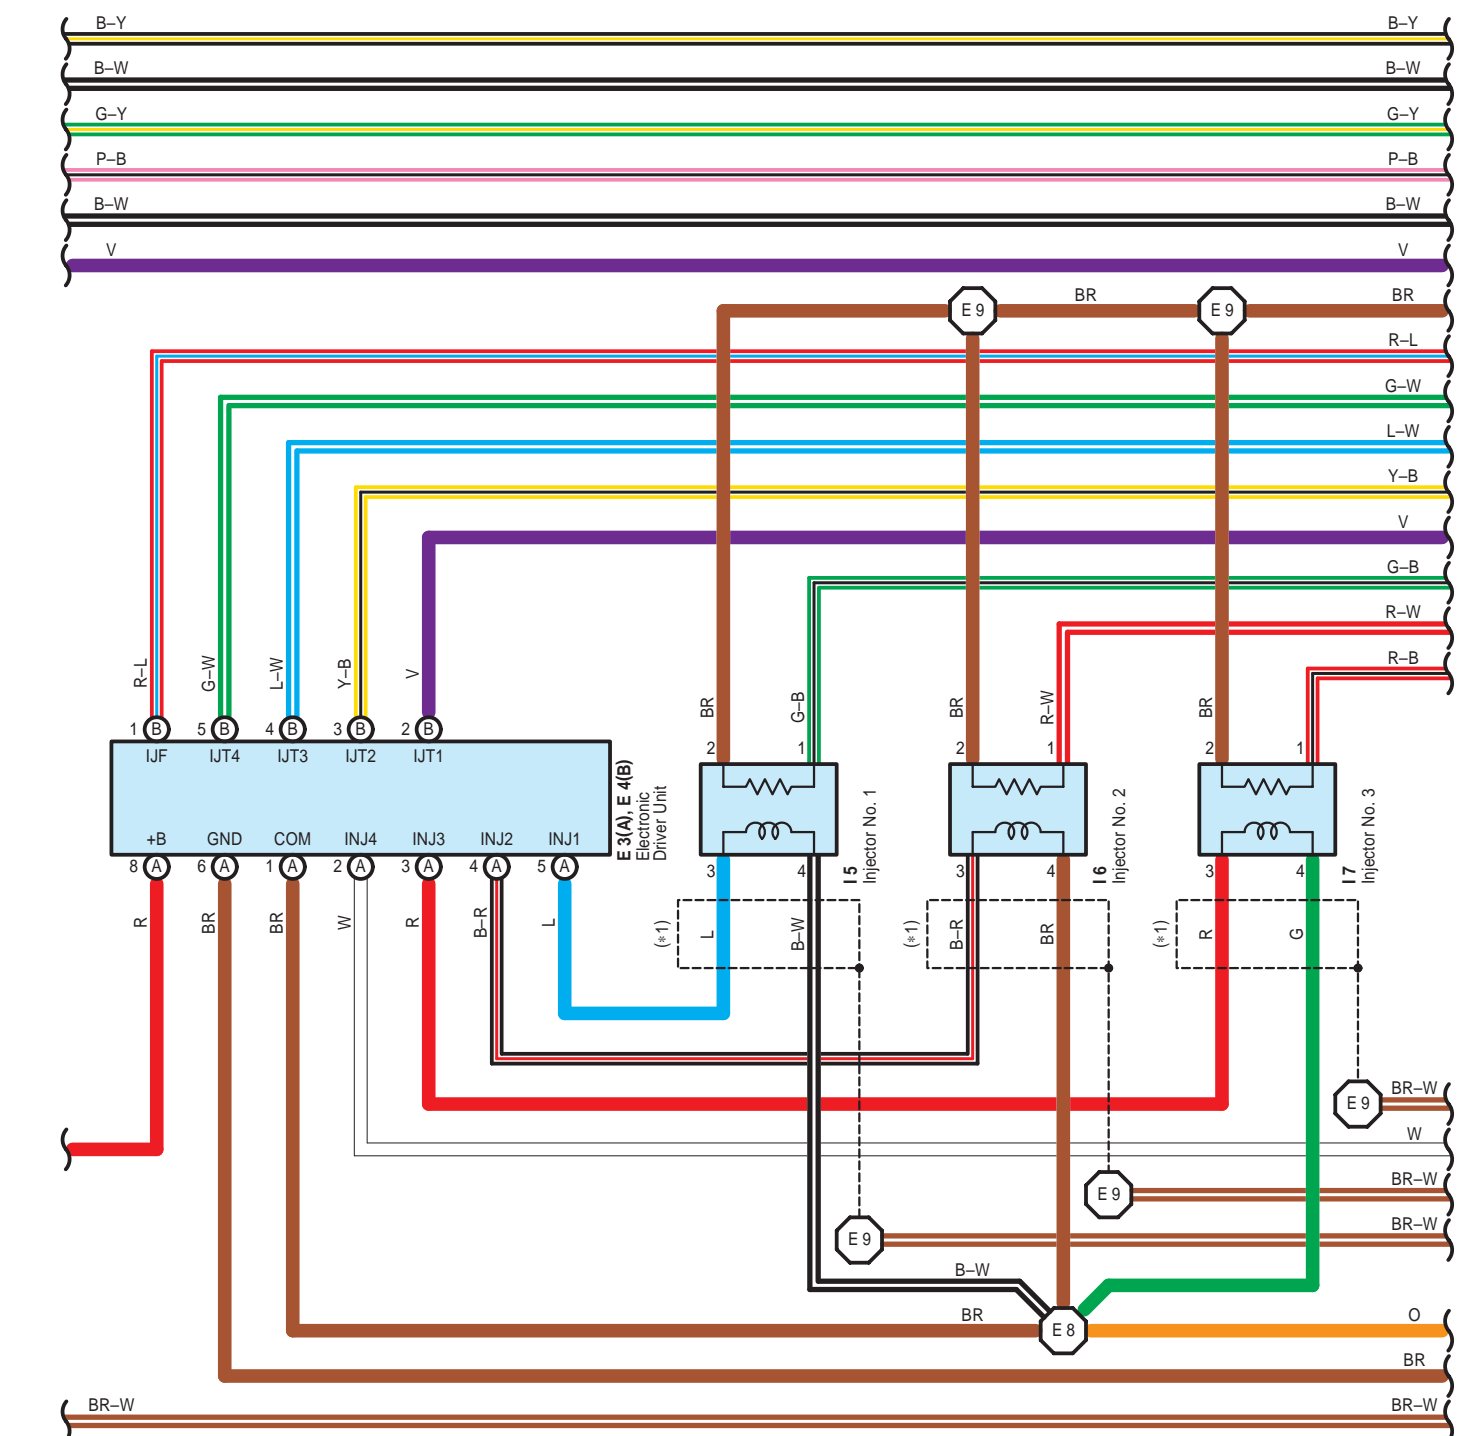 B–Y B–Y
B–W B–W
G–Y G–Y
P–B P–B
B–W B–W
V V
E 9 BR E 9 BR
R–L
G–W
L–W
Y–B
V
G–B
R–W
R–B
R–L G–W L–W Y–B V BR G–B BR R–W BR
1 B 5 B 4 B 3 B 2 B
IJF IJT4 IJT3 IJT2 IJT1
2 1 2 1 2 1
+B GND COM INJ4 INJ3 INJ2 INJ1
8 A 6 A 1 A 2 A 3 A 4 A 5 A
E 3(A), E 4(B)
Electronic
Driver Unit
3 4 3 4 3 4
I 5
Injector No. 1
I 6
Injector No. 2
I 7
Injector No. 3
R BR BR W R B–R L
(*1) L B–W (*1) B–R BR (*1) R G
E 9 BR–W
W
E 9 BR–W
E 9 BR–W
B–W
BR E 8 O
BR
BR–W BR–W